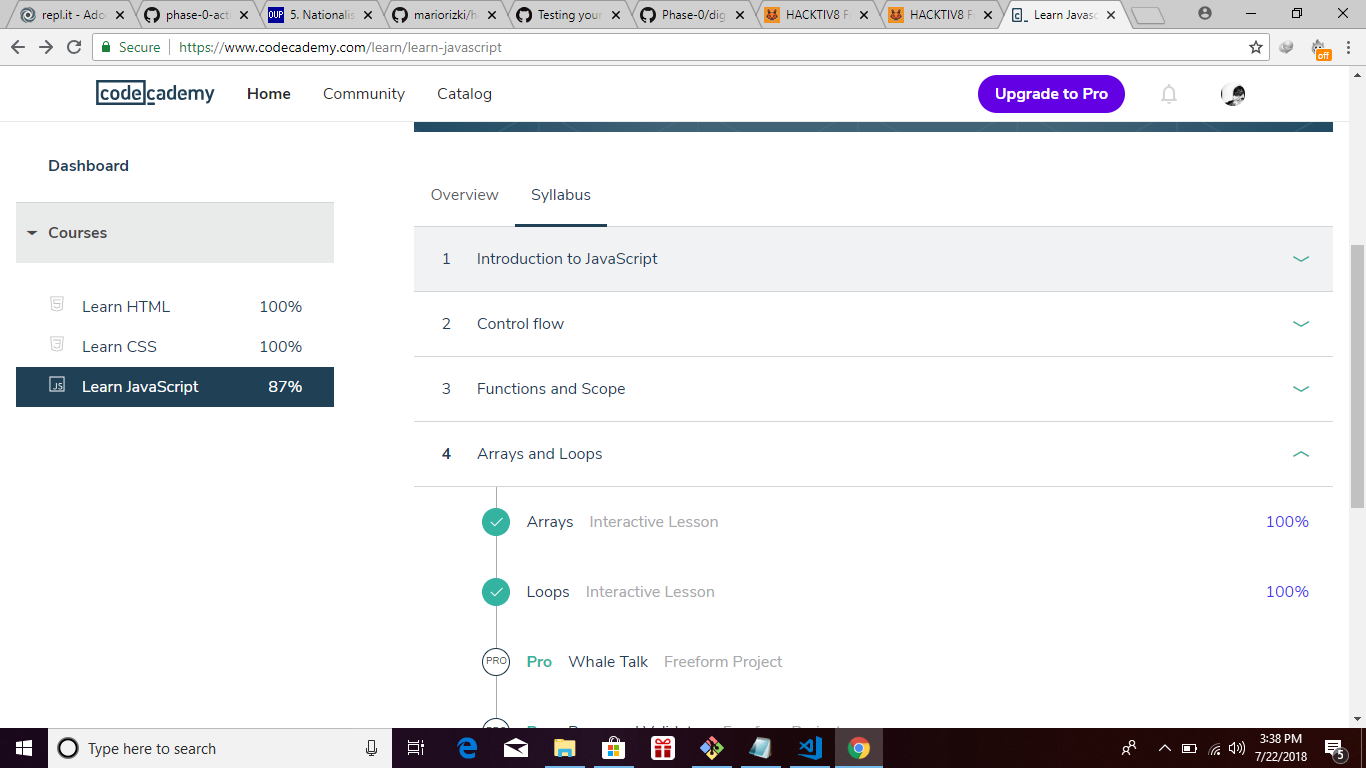 repl.it - Ado
phase-0-act
OUP 5. Nationalis
mariorizki/h
Testing your
Phase-0/dig
HACKTIV8 F
HACKTIV8 F
Learn Javasc
Secure https://www.codecademy.com/learn/learn-javascript
off
codecademy Home Community Catalog Upgrade to Pro
Dashboard
Courses
Learn HTML 100%
Learn CSS 100%
JS Learn JavaScript 87%
Overview Syllabus
1 Introduction to JavaScript
2 Control flow
3 Functions and Scope
4 Arrays and Loops
Arrays Interactive Lesson 100%
Loops Interactive Lesson 100%
PRO Pro Whale Talk Freeform Project
Type here to search
3:38 PM
7/22/2018
5